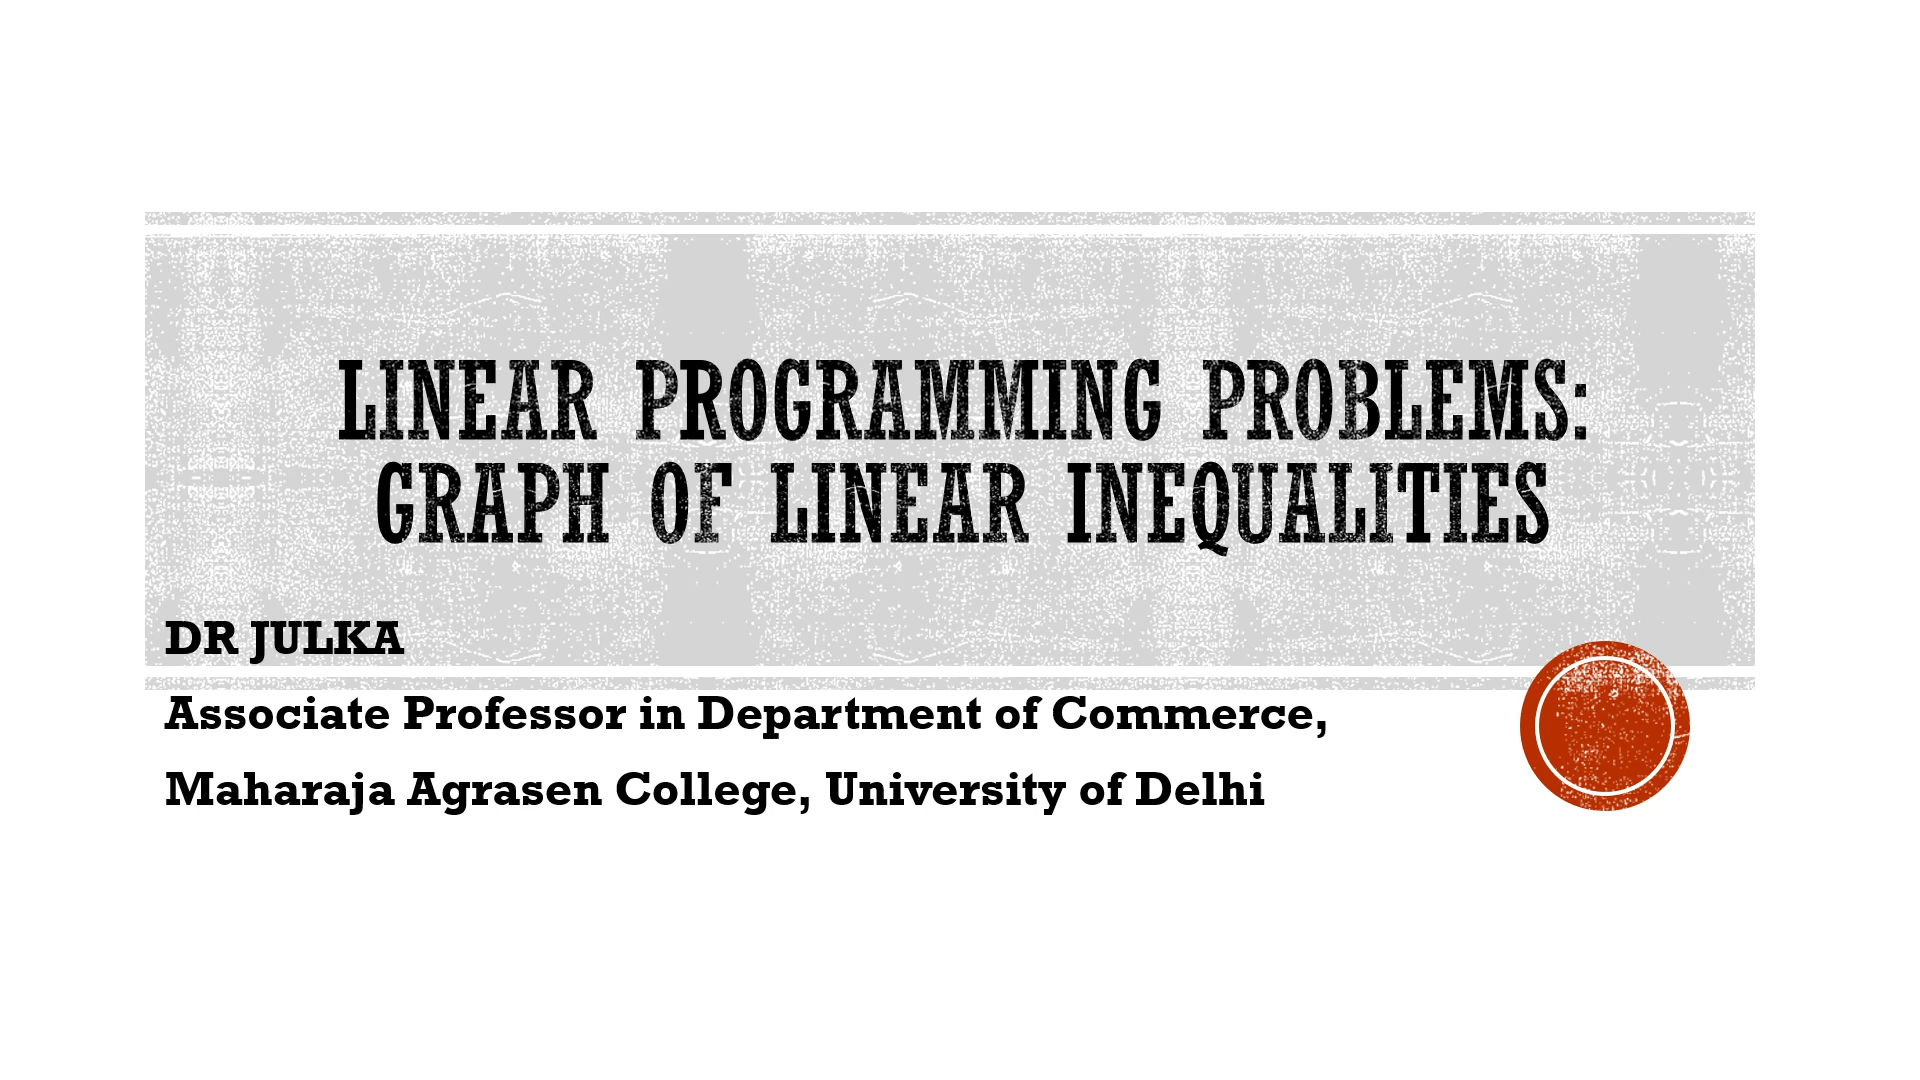 LINEAR PROGRAMMING PROBLEMS:
GRAPH OF LINEAR INEQUALITIES
DR JULKA
Associate Professor in Department of Commerce,
Maharaja Agrasen College, University of Delhi